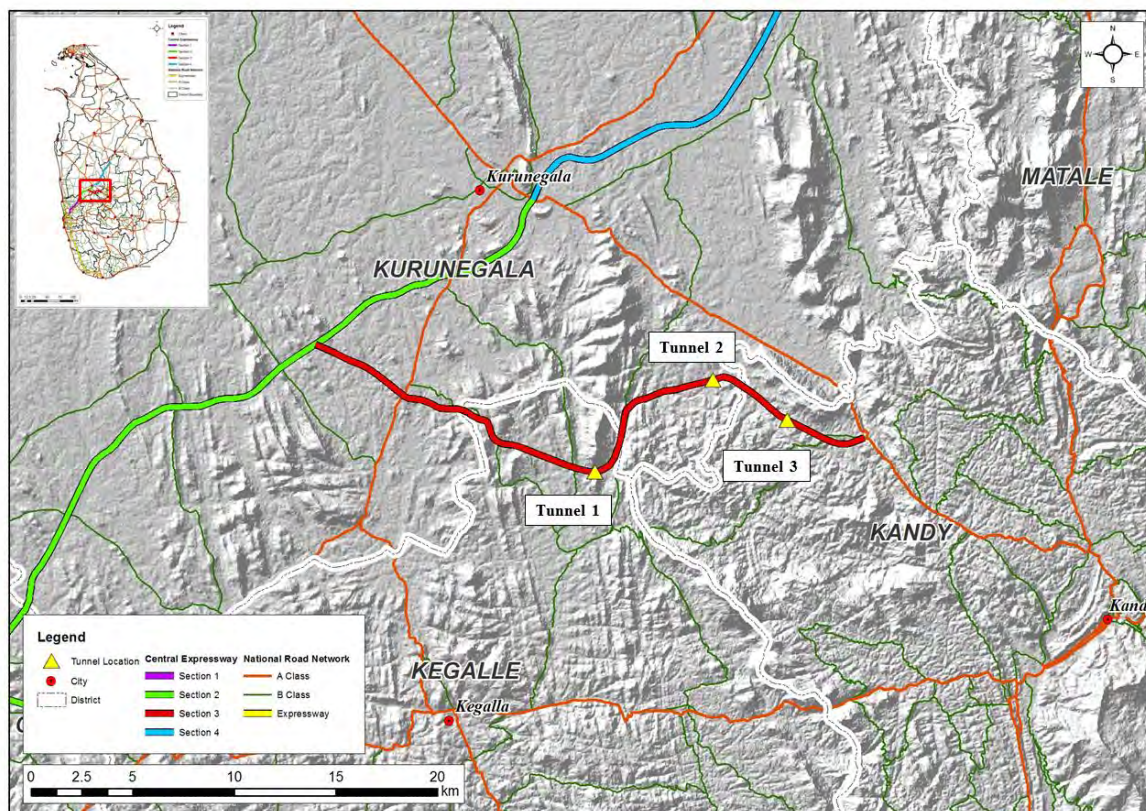 Legend
N
W
E
S
Kurunegala
MATALE
KURUNEGALA
Tunnel 2
Tunnel 3
Tunnel 1
KANDY
KEGALLE
Kegalla
Legend
Tunnel Location
City
District
Central Expressway
Section 1
Section 2
Section 3
Section 4
National Road Network
A Class
B Class
Expressway
0 2.5 5 10 15 20
km